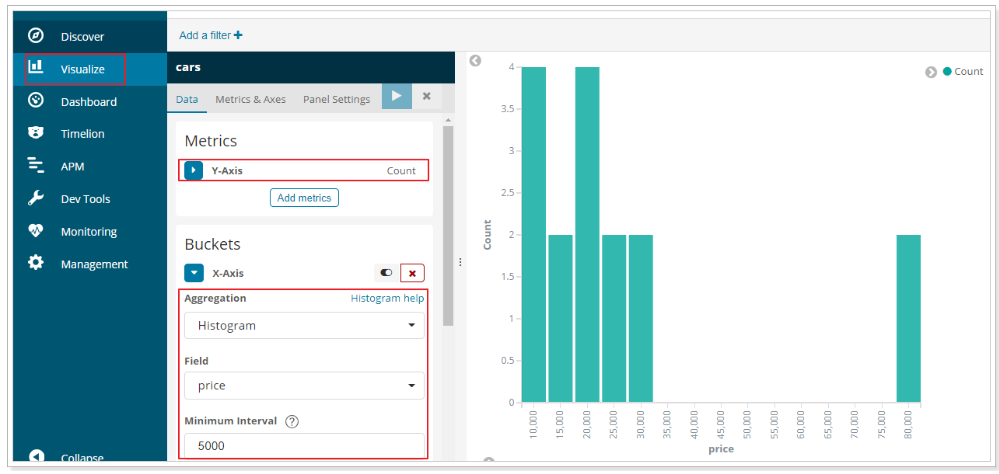 Discover
Visualize
Dashboard
Timelion
APM
Dev Tools
Monitoring
Management
Collapse
Add a filter +
cars
Data Metrics & Axes Panel Settings
Metrics
Y-Axis Count
Add metrics
Buckets
X-Axis
Aggregation Histogram help
Histogram
Field
price
Minimum Interval ?
5000
Count
4
3.5
3
2.5
2
1.5
1
0.5
0
Count
10,000 15,000 20,000 25,000 30,000 35,000 40,000 45,000 50,000 55,000 60,000 65,000 70,000 75,000 80,000
price